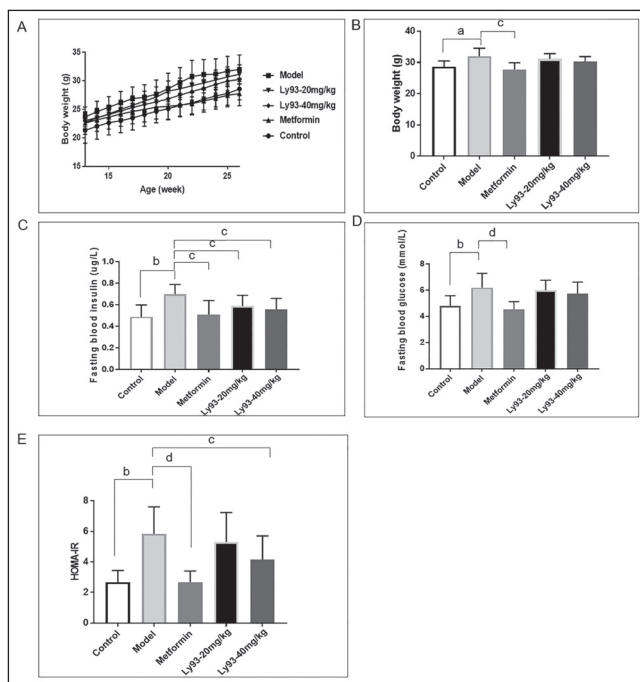 A
Body weight (g)
35
30
25
20
15
15
20
25
Age (week)
Model
Ly93-20mg/kg
Ly93-40mg/kg
Metformin
Control
B
a
c
Body weight (g)
40
30
20
10
0
Control
Model
Metformin
Ly93-20mg/kg
Ly93-40mg/kg
C
c
c
b
c
Fasting blood insulin (ug/L)
1.0
0.8
0.6
0.4
0.2
0.0
Control
Model
Metformin
Ly93-20mg/kg
Ly93-40mg/kg
D
b
d
Fasting blood glucose (mmol/L)
8
6
4
2
0
Control
Model
Metformin
Ly93-20mg/kg
Ly93-40mg/kg
E
c
b
d
HOMA-IR
8
6
4
2
0
Control
Model
Metformin
Ly93-20mg/kg
Ly93-40mg/kg